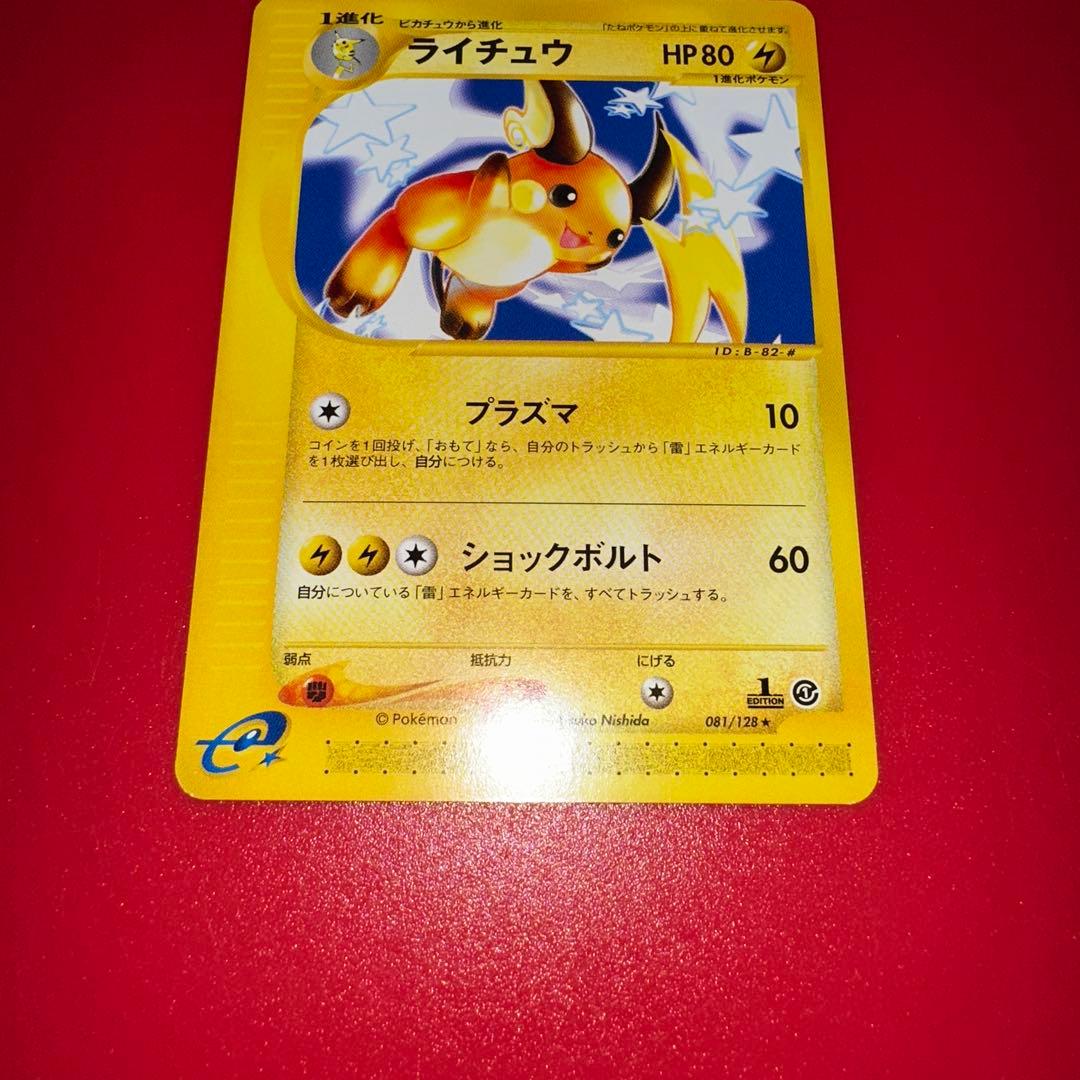 1進化
ピカチュウから進化
「たねポケモン」の上に重ねて進化させます。
ライチュウ
HP80
1進化ポケモン
ID:B-82-#
プラズマ 10
コインを1回投げ、「おもて」なら、自分のトラッシュから「雷」エネルギーカード
を1枚選び出し、自分につける。
ショックボルト 60
自分についている「雷」エネルギーカードを、すべてトラッシュする。
弱点 抵抗力 にげる
1 EDITION
© Pokémon Nishida 081/128★
e